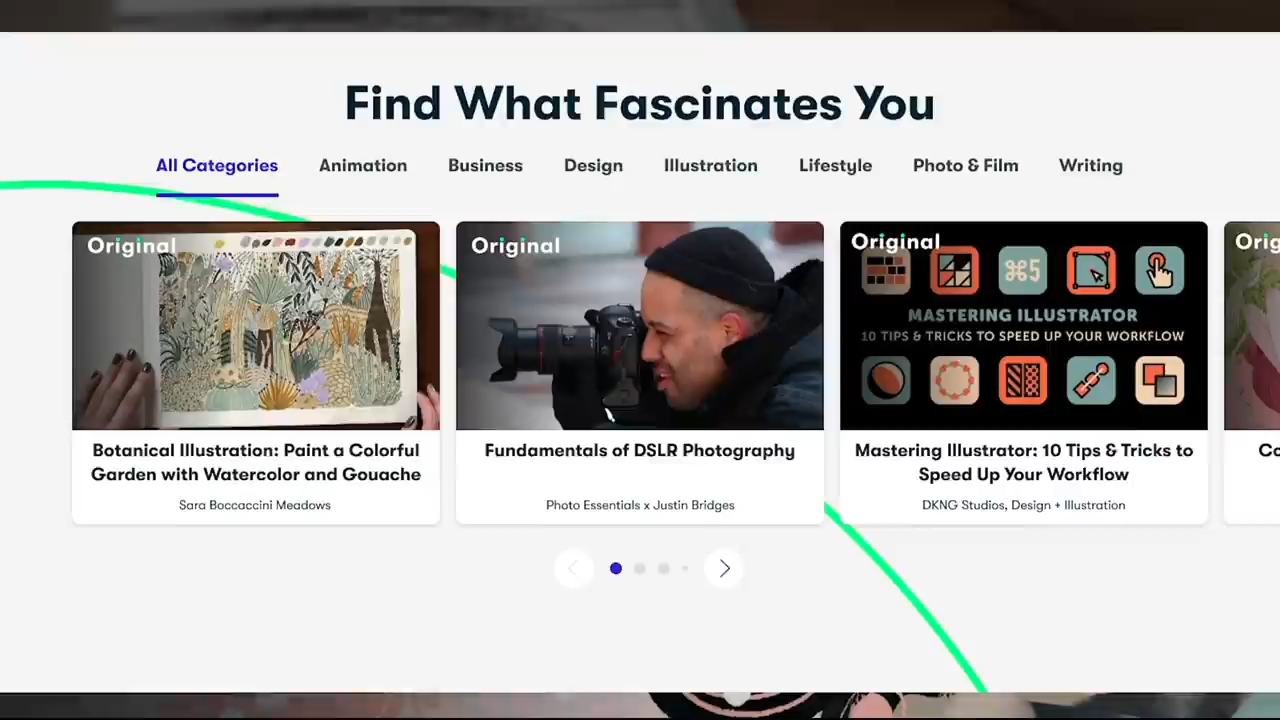 Find What Fascinates You
All Categories
Animation
Business
Design
Illustration
Lifestyle
Photo & Film
Writing
Original
Botanical Illustration: Paint a Colorful
Garden with Watercolor and Gouache
Sara Boccaccini Meadows
Original
Fundamentals of DSLR Photography
Photo Essentials x Justin Bridges
Original
⌘5
MASTERING ILLUSTRATOR
10 TIPS & TRICKS TO SPEED UP YOUR WORKFLOW
Mastering Illustrator: 10 Tips & Tricks to
Speed Up Your Workflow
DKNG Studios, Design + Illustration
Orig
Co